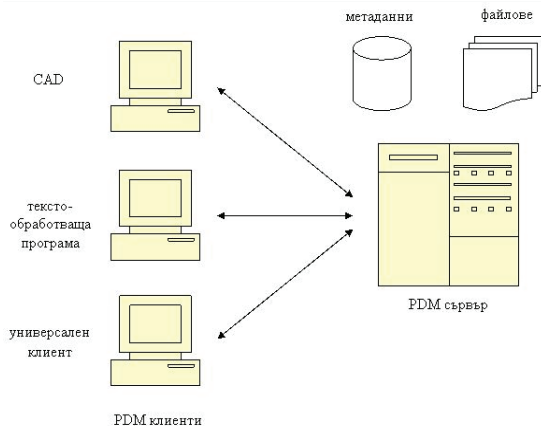 метаданни
файлове
CAD
тексто-
обработваща
програма
PDM сървър
универсален
клиент
PDM клиенти